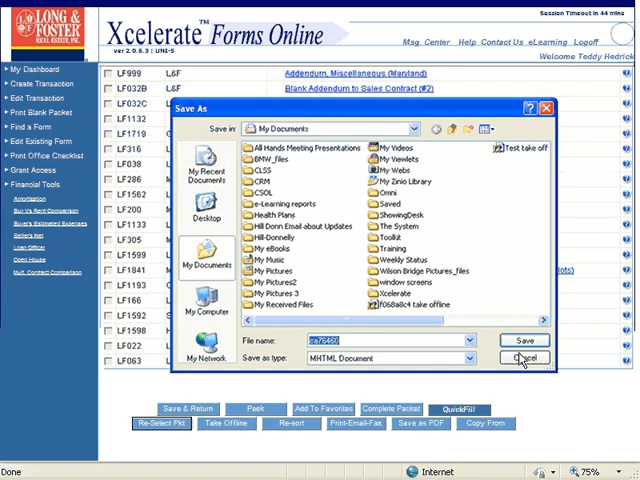 Session Timeout in 44 mins
LONG &
FOSTER
REAL ESTATE, INC.
Xcelerate™ Forms Online
ver 2.0.6.3 | UNI-5
Msg. Center Help Contact Us eLearning Logoff
Welcome Teddy Hedrick
My Dashboard
Create Transaction
Edit Transaction
Print Blank Packet
Find a Form
Edit Existing Form
Print Office Checklist
Grant Access
Financial Tools
Amortization
Buy Vs Rent Comparison
Buyer's Estimated Expenses
Seller's Net
Loan Officer
Open House
Mult. Contract Comparison
LF999 L&F Addendum, Miscellaneous (Maryland)
LF032B L&F Blank Addendum to Sales Contract (#2)
LF032C
LF1132
LF1719
LF316
LF038
LF286
LF1562
LF200
LF1133
LF305
LF1599
LF1841
LF1193
LF166
LF1592
LF1598
LF022
LF063
Save As
Save in: My Documents
My Recent
Documents
Desktop
My Documents
My Computer
My Network
All Hands Meeting Presentations
BMW_files
CLSS
CRM
CSOL
e-Learning reports
Health Plans
Hill Donn Email about Updates
Hill-Donnelly
My eBooks
My Music
My Pictures
My Pictures2
My Pictures 3
My Received Files
My Videos
My Viewlets
My Webs
My Zinio Library
Omni
Saved
ShowingDesk
The System
Toolkit
Training
Weekly Status
Wilson Bridge Pictures_files
window screens
Xcelerate
f068a8c4 take offline
Test take off
File name: ca76460
Save
Save as type: MHTML Document
Cancel
Save & Return Peek Add To Favorites Complete Packet QuickFill
Re-Select Pkt Take Offline Re-sort Print-Email-Fax Save as PDF Copy From
Done
Internet
75%